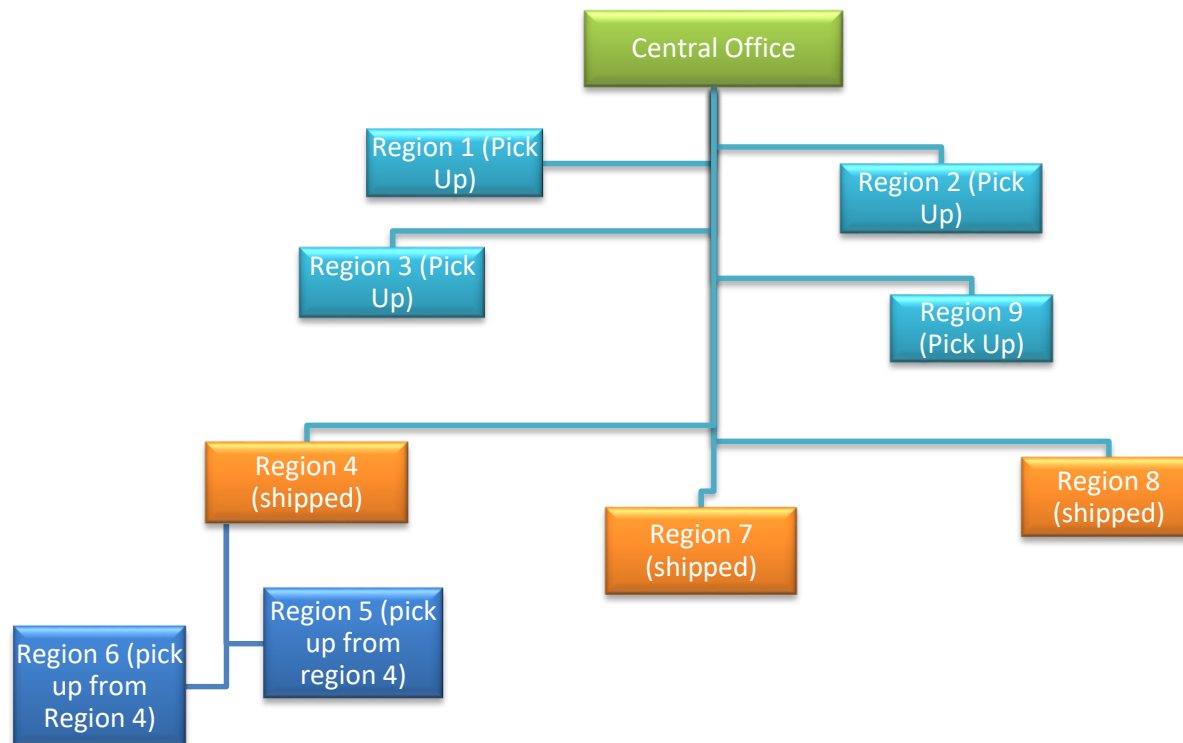 Central Office
Region 1 (Pick
Up)
Region 2 (Pick
Up)
Region 3 (Pick
Up)
Region 9
(Pick Up)
Region 4
(shipped)
Region 8
(shipped)
Region 7
(shipped)
Region 5 (pick
up from
region 4)
Region 6 (pick
up from
Region 4)